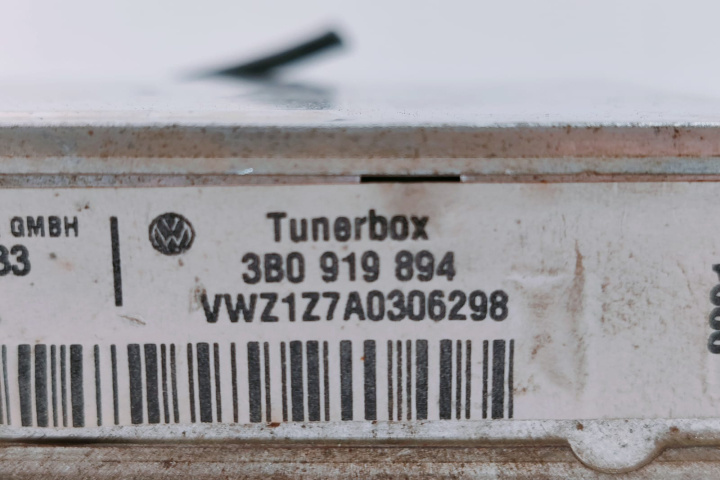 GMBH
33
Tunerbox
3B0 919 894
VWZ1Z7A0306298